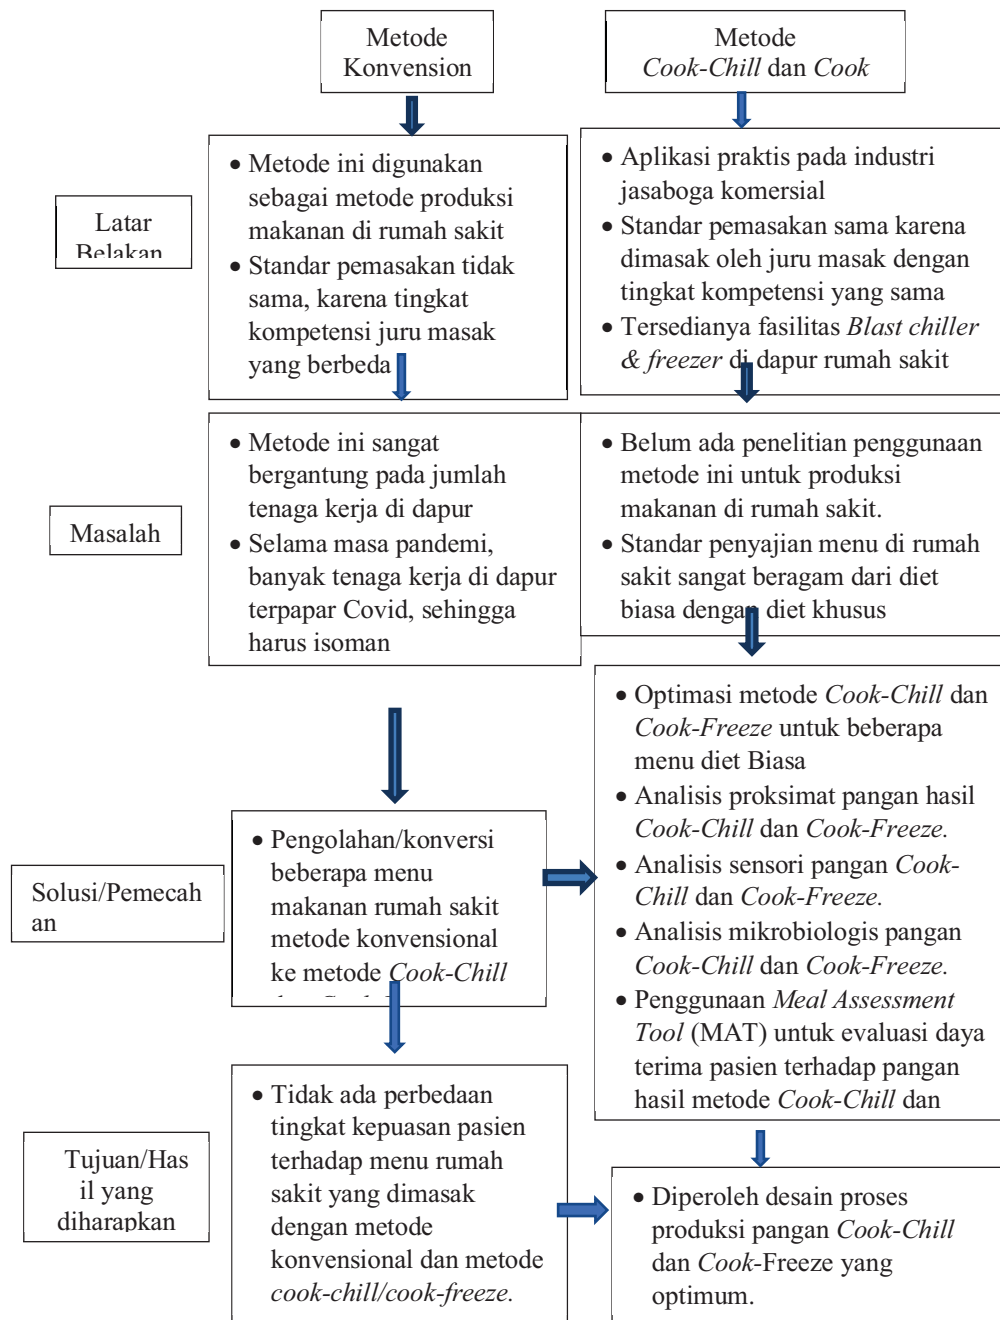 Metode
Konvension
Metode
Cook-Chill dan Cook
Latar
Belakan
• Metode ini digunakan
sebagai metode produksi
makanan di rumah sakit
• Standar pemasakan tidak
sama, karena tingkat
kompetensi juru masak
yang berbeda
• Aplikasi praktis pada industri
jasaboga komersial
• Standar pemasakan sama karena
dimasak oleh juru masak dengan
tingkat kompetensi yang sama
• Tersedianya fasilitas Blast chiller
& freezer di dapur rumah sakit
Masalah
• Metode ini sangat
bergantung pada jumlah
tenaga kerja di dapur
• Selama masa pandemi,
banyak tenaga kerja di dapur
terpapar Covid, sehingga
harus isoman
• Belum ada penelitian penggunaan
metode ini untuk produksi
makanan di rumah sakit.
• Standar penyajian menu di rumah
sakit sangat beragam dari diet
biasa dengan diet khusus
Solusi/Pemecah
an
• Pengolahan/konversi
beberapa menu
makanan rumah sakit
metode konvensional
ke metode Cook-Chill
• Optimasi metode Cook-Chill dan
Cook-Freeze untuk beberapa
menu diet Biasa
• Analisis proksimat pangan hasil
Cook-Chill dan Cook-Freeze.
• Analisis sensori pangan Cook-
Chill dan Cook-Freeze.
• Analisis mikrobiologis pangan
Cook-Chill dan Cook-Freeze.
• Penggunaan Meal Assessment
Tool (MAT) untuk evaluasi daya
terima pasien terhadap pangan
hasil metode Cook-Chill dan
Tujuan/Has
il yang
diharapkan
• Tidak ada perbedaan
tingkat kepuasan pasien
terhadap menu rumah
sakit yang dimasak
dengan metode
konvensional dan metode
cook-chill/cook-freeze.
• Diperoleh desain proses
produksi pangan Cook-Chill
dan Cook-Freeze yang
optimum.